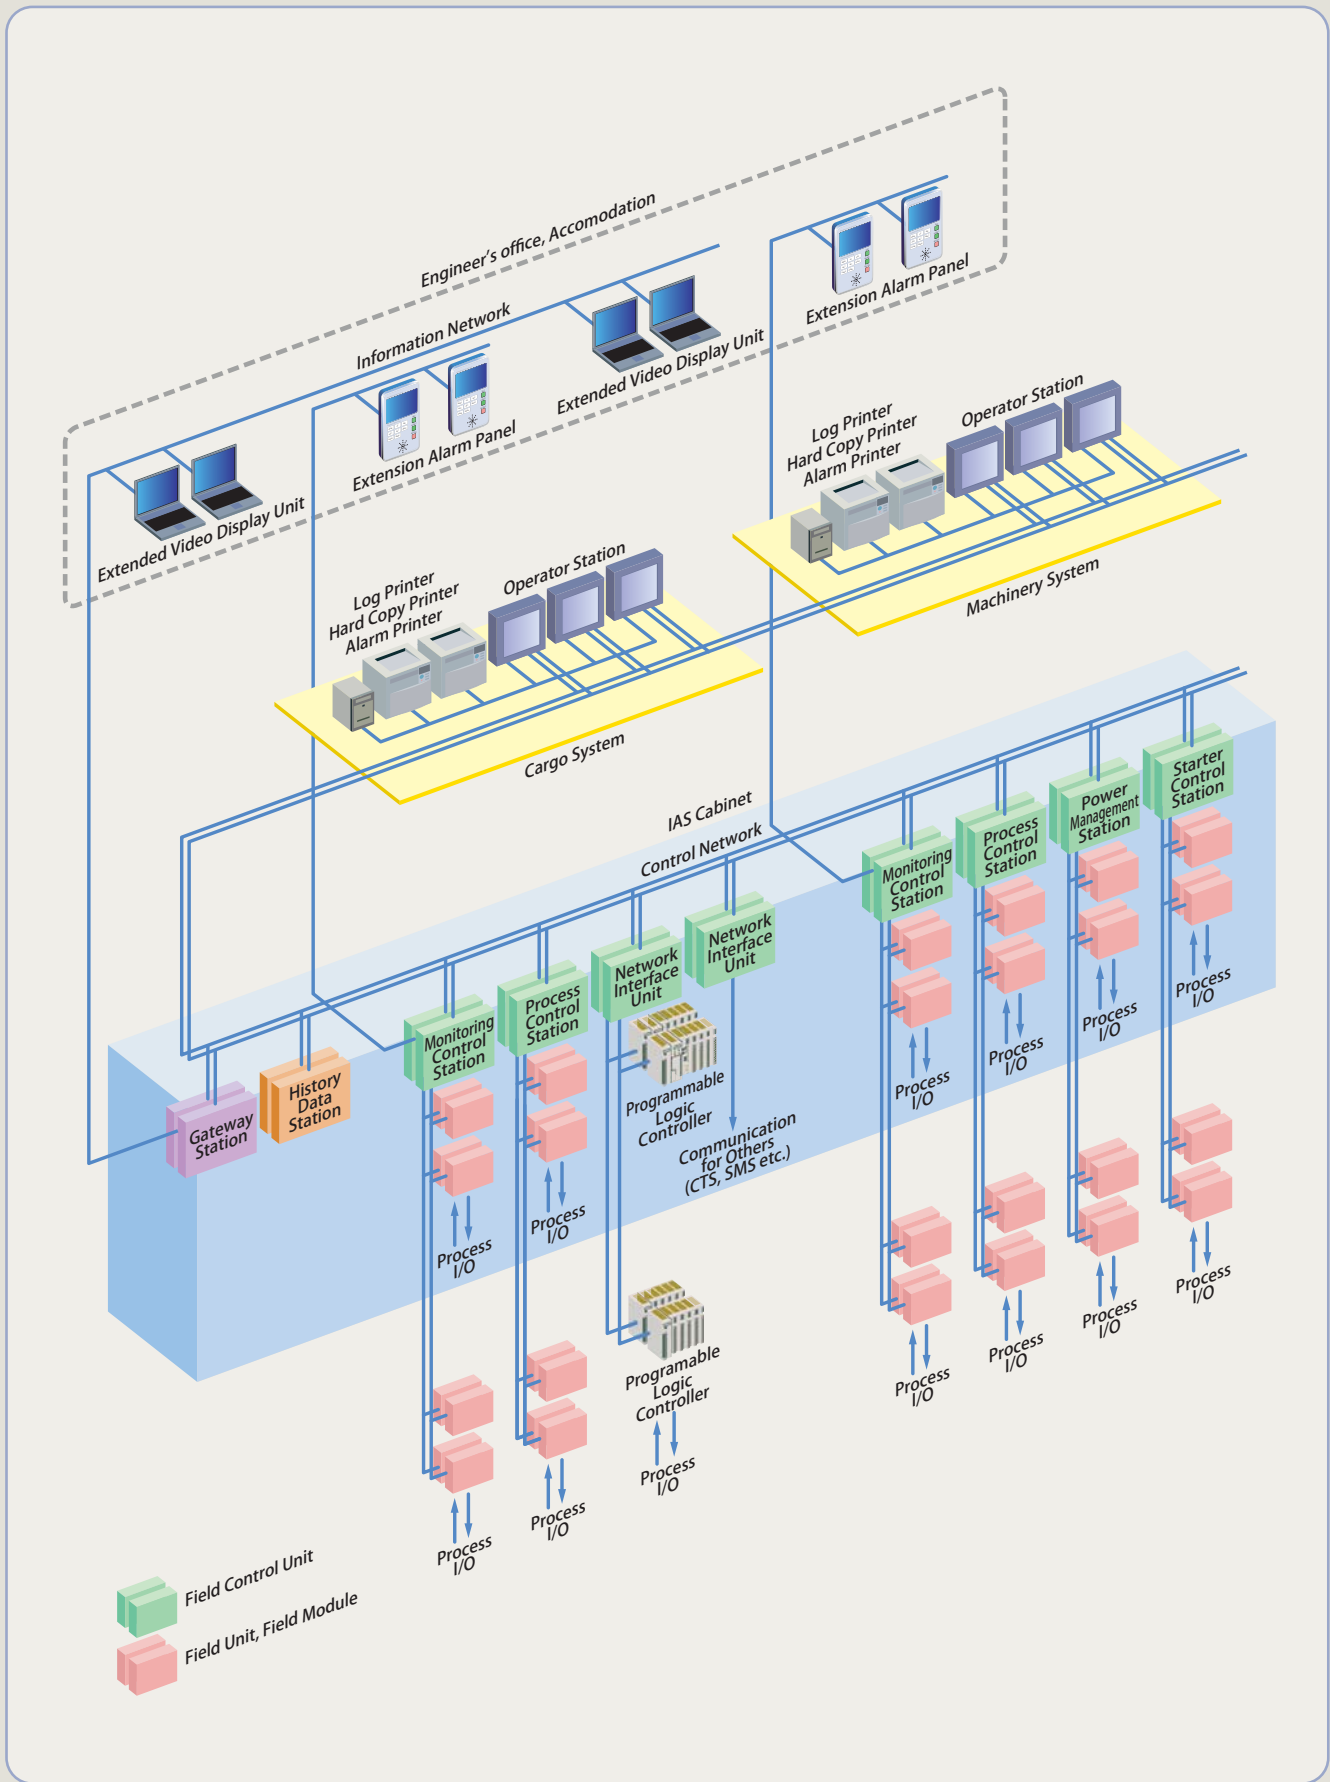 Engineer's office, Accomodation
Information Network
Extension Alarm Panel
Extended Video Display Unit
Extension Alarm Panel
Extended Video Display Unit
Operator Station
Log Printer
Hard Copy Printer
Alarm Printer
Machinery System
Operator Station
Log Printer
Hard Copy Printer
Alarm Printer
Cargo System
IAS Cabinet
Control Network
Starter
Control
Station
Power
Management
Station
Process
Control
Station
Monitoring
Control
Station
Network
Interface
Unit
Network
Interface
Unit
Process
Control
Station
Monitoring
Control
Station
History
Data
Station
Gateway
Station
Process
I/O
Process
I/O
Process
I/O
Process
I/O
Programmable
Logic
Controller
Communication
for Others
(CTS, SMS etc.)
Process
I/O
Process
I/O
Process
I/O
Process
I/O
Process
I/O
Process
I/O
Programable
Logic
Controller
Process
I/O
Process
I/O
Process
I/O
Field Control Unit
Field Unit, Field Module